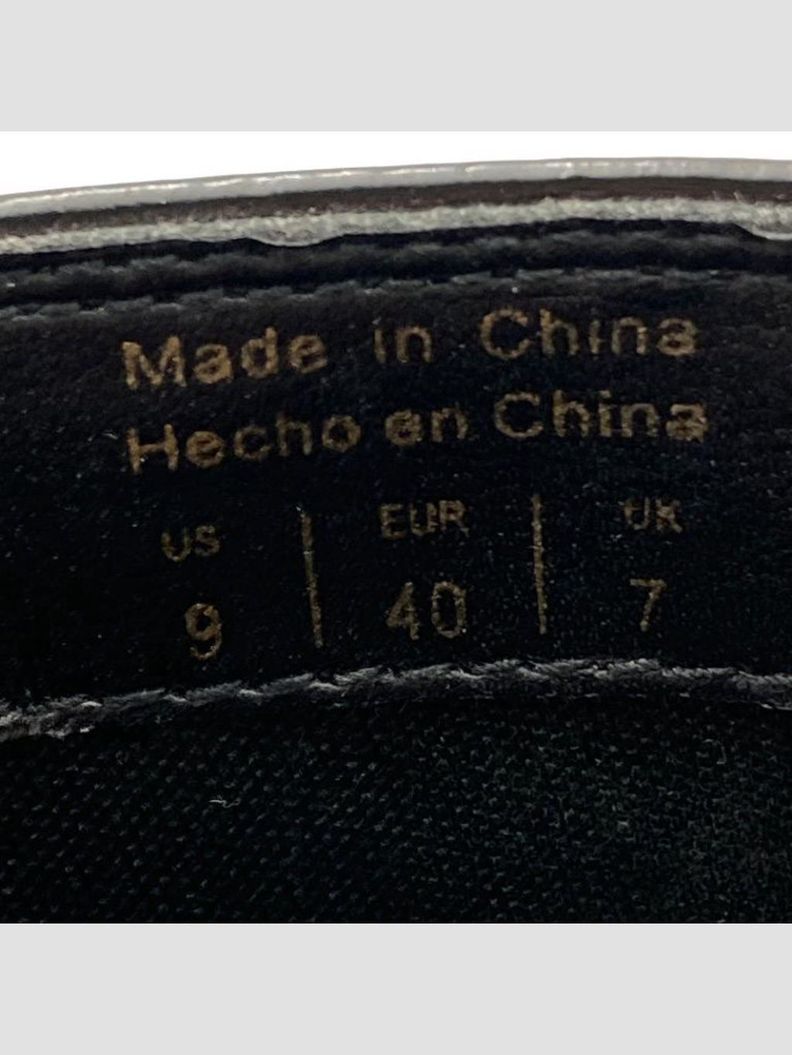 Made in China
Hecho en China
US | EUR | UK
9 | 40 | 7